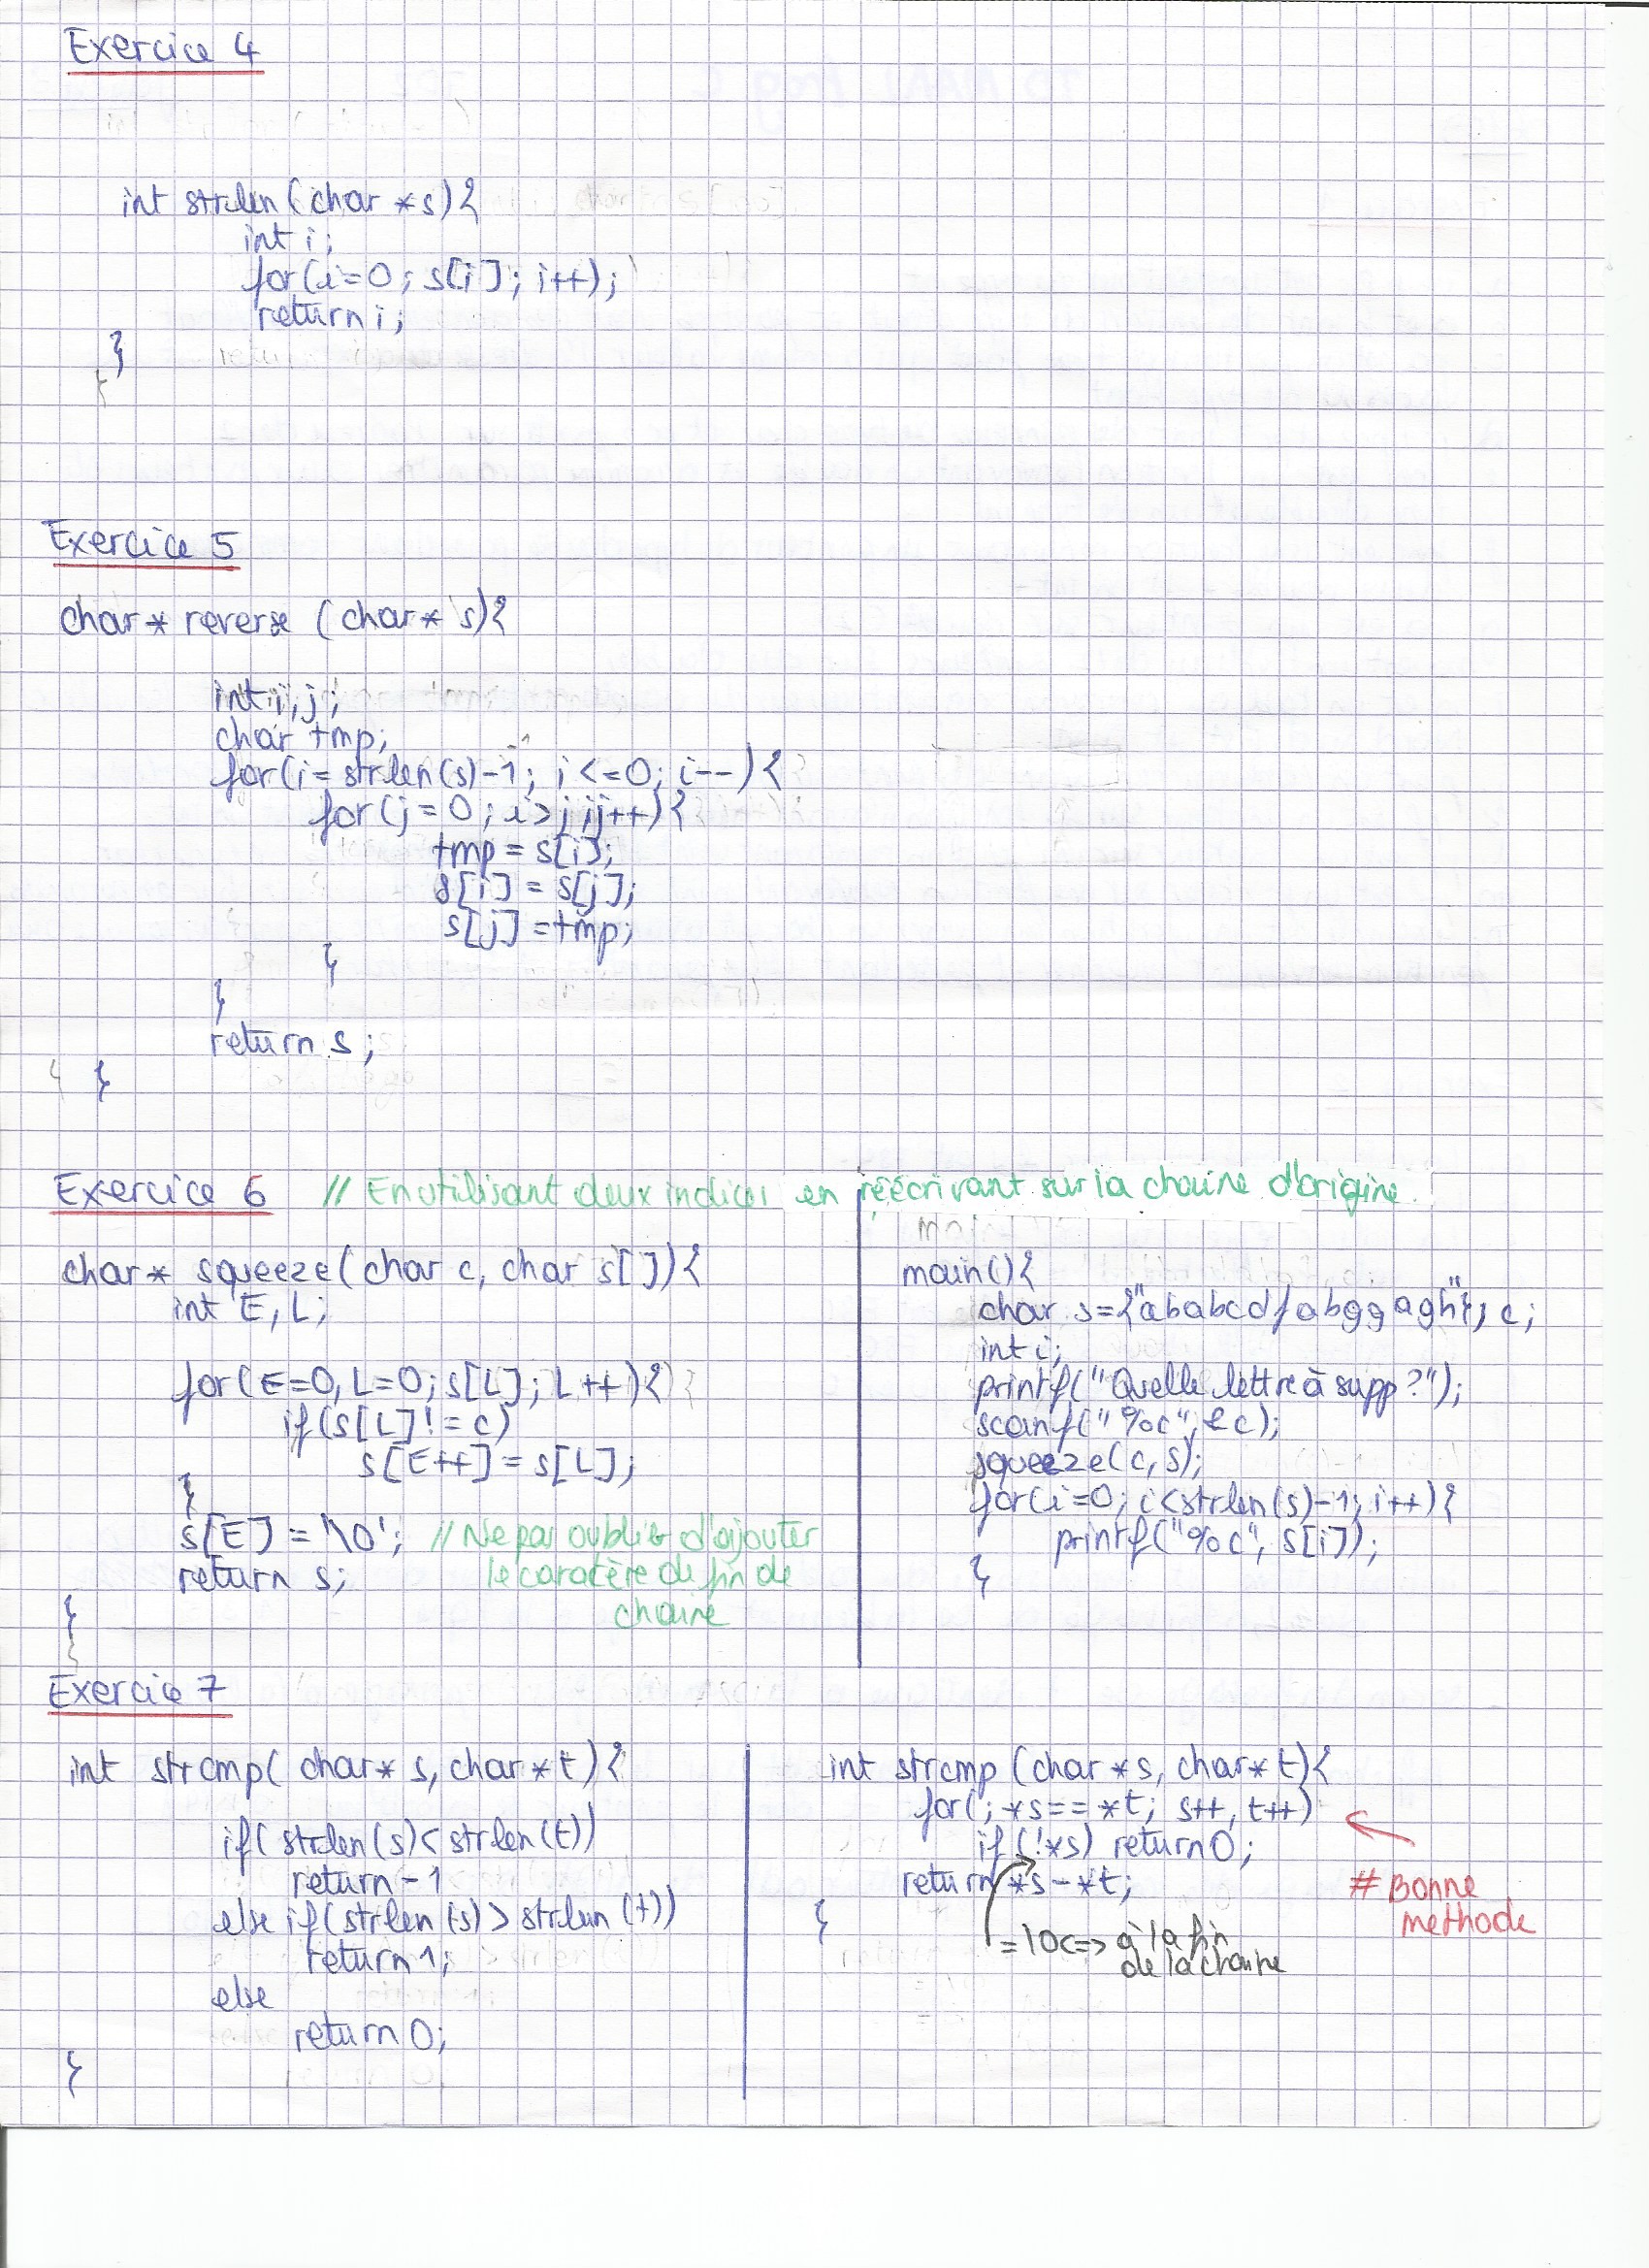 Exercice 4
int strlen(char *s){
int i;
for(i=0; s[i]; i++);
return i;
}
Exercice 5
char* reverse (char* s){
int i,j;
char tmp;
for(i=strlen(s)-1; i<=0; i--){
for(j=0; i>j;j++){
tmp = s[i];
s[i] = s[j];
s[j] =tmp;
}
}
return s;
}
Exercice 6 // En utilisant deux indices en réécrivant sur la chaine d'origine.
char* squeeze(char c, char s[]){
int E, L;
for(E=0, L=0; s[L]; L++){
if(s[L]!=c)
s[E++]=s[L];
}
s[E] = '\0'; // Ne pas oublier d'ajouter
le caractère de fin de
chaine
return s;
}
main(){
char s={"ababcdfabggagh"}, c;
int i;
printf("Quelle lettre à supp?");
scanf("%c", &c);
squeeze(c, s);
for(i=0; i<strlen(s)-1; i++){
printf("%c", s[i]);
}
Exercice 7
int strcmp( char* s, char* t){
if( strlen(s)<strlen(t))
return -1
else if(strlen(s)> strlen(t))
return 1;
else
return 0;
}
int strcmp (char *s, char* t){
for(; *s==*t; s++, t++)
if (!*s) return 0;
return *s-*t;
}
# Bonne
methode
=\0<=> à la fin
de la chaine